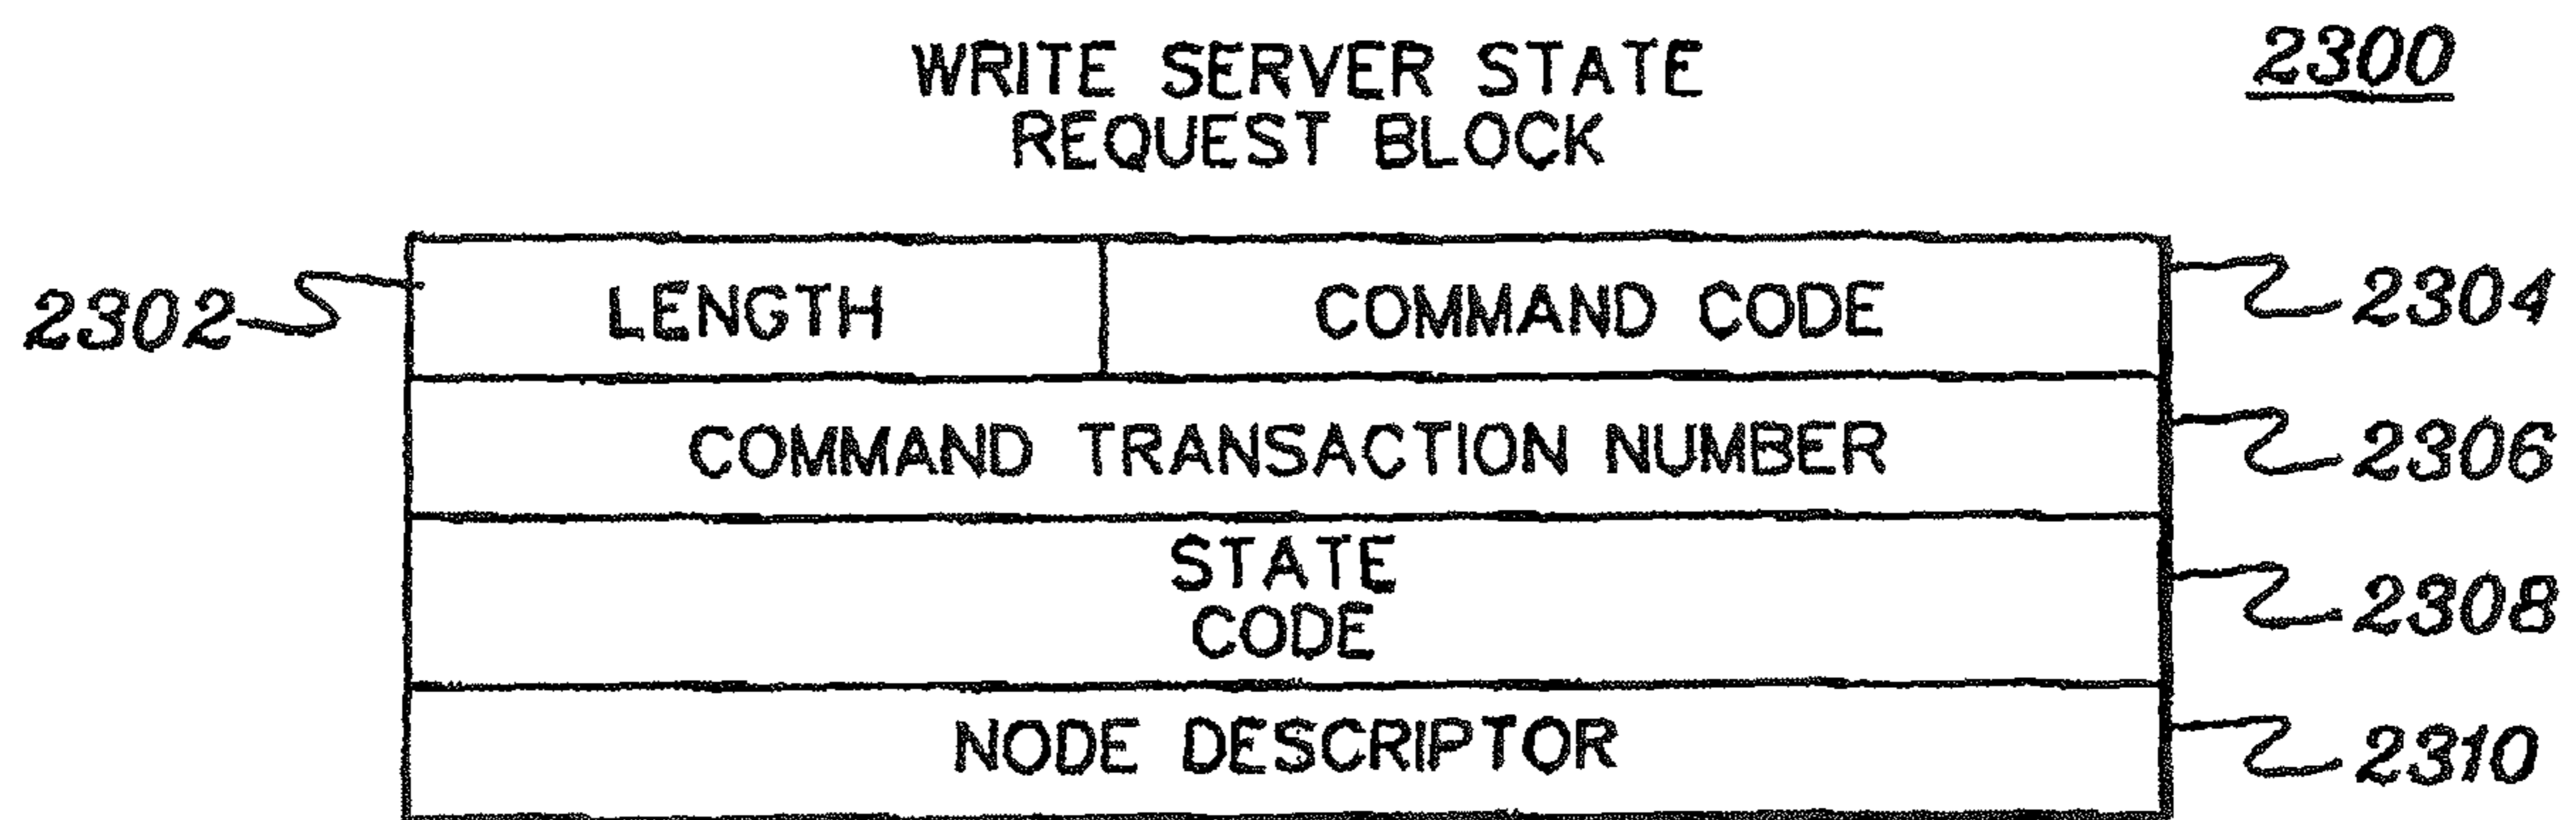 WRITE SERVER STATE
REQUEST BLOCK
2300
2302
LENGTH
COMMAND CODE
2304
COMMAND TRANSACTION NUMBER
2306
STATE
CODE
2308
NODE DESCRIPTOR
2310